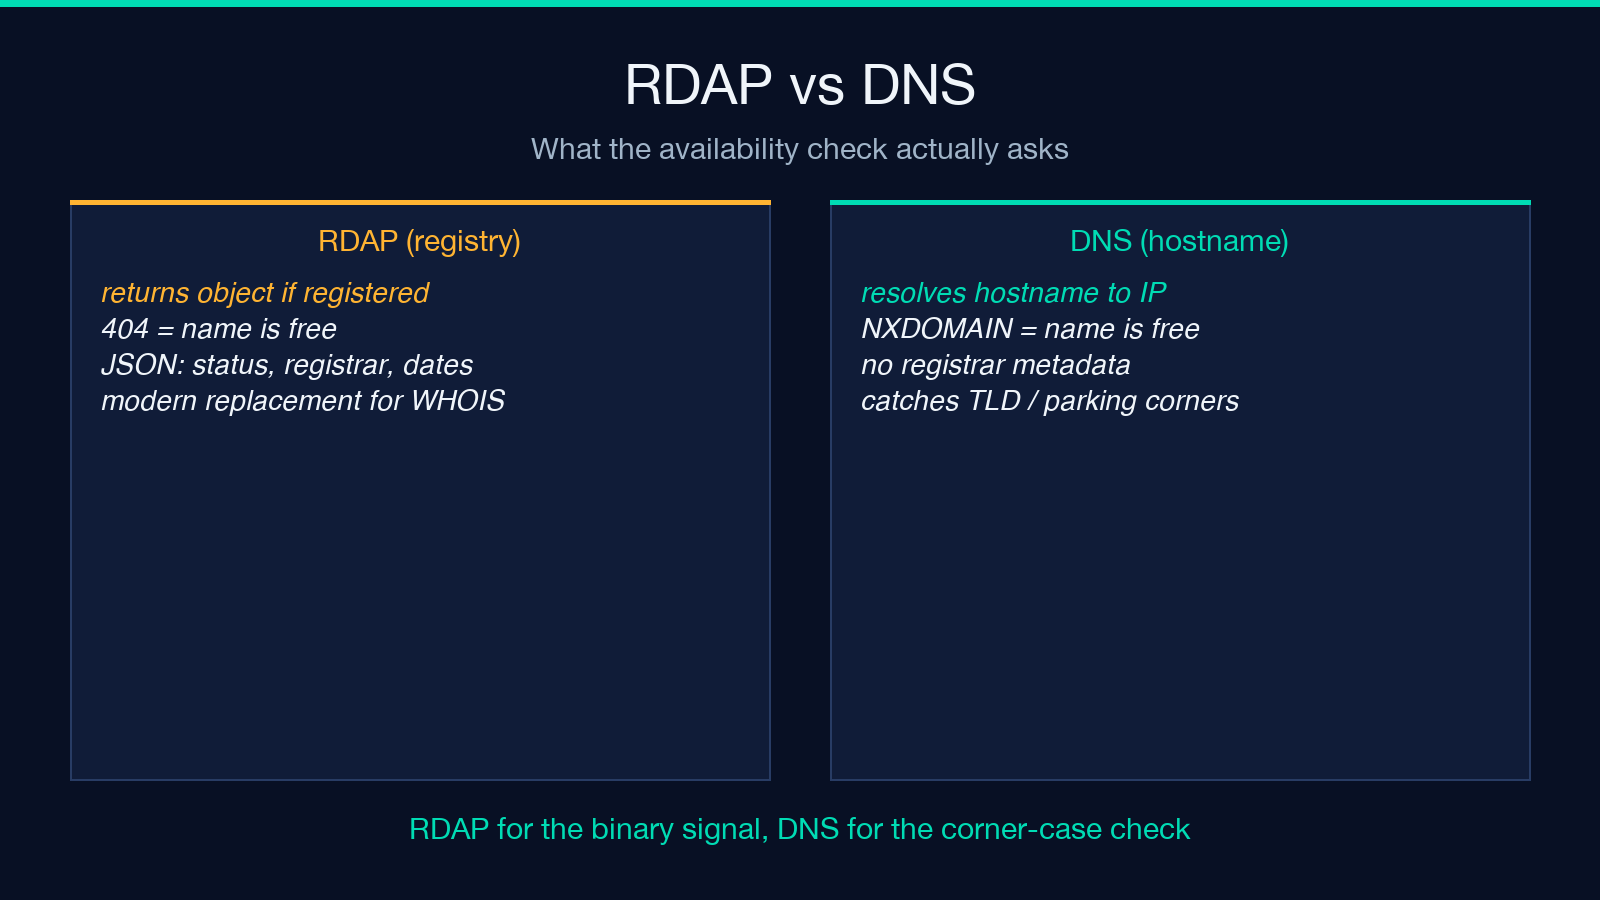 RDAP vs DNS
What the availability check actually asks
RDAP (registry)
returns object if registered
404 = name is free
JSON: status, registrar, dates
modern replacement for WHOIS
DNS (hostname)
resolves hostname to IP
NXDOMAIN = name is free
no registrar metadata
catches TLD / parking corners
RDAP for the binary signal, DNS for the corner-case check